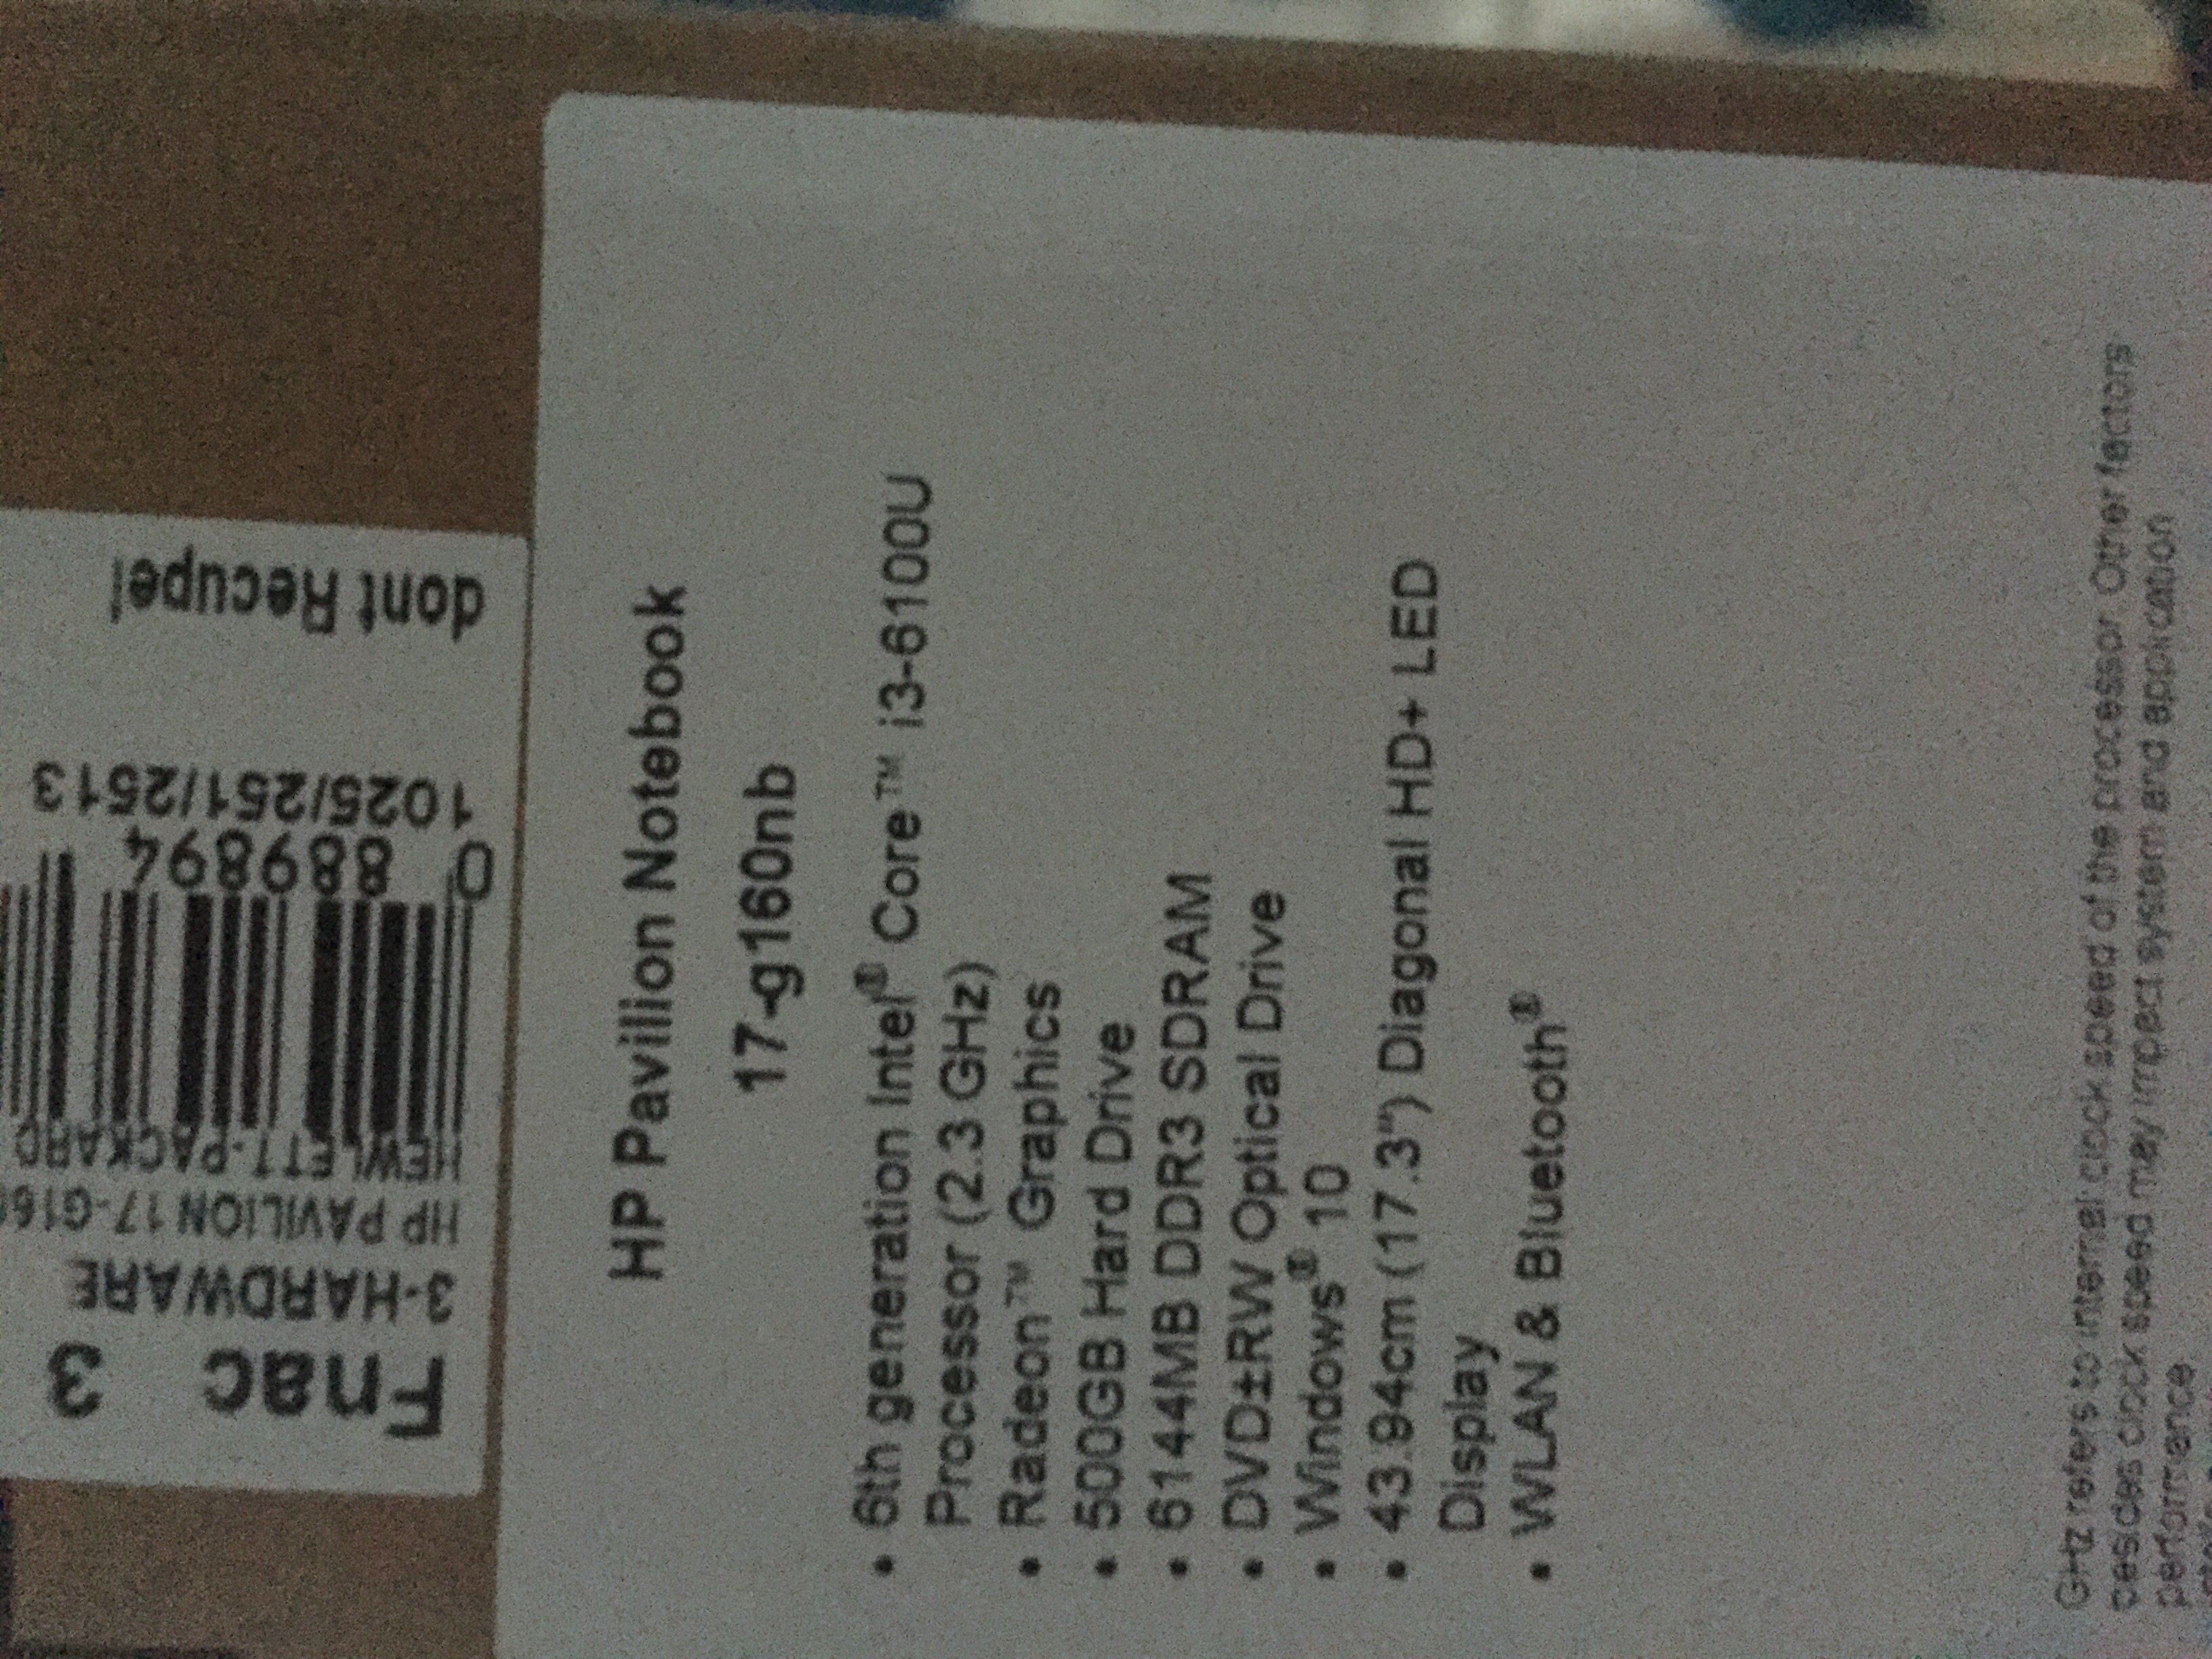 HP Pavilion Notebook
17-g160nb
• 6th generation Intel® Core™ i3-6100U
Processor (2.3 GHz)
• Radeon™ Graphics
• 500GB Hard Drive
• 6144MB DDR3 SDRAM
• DVD±RW Optical Drive
• Windows® 10
• 43.94cm (17.3") Diagonal HD+ LED
Display
• WLAN & Bluetooth®
GHz refers to internal clock speed of the processor. Other factors
besides clock speed may impact system and application
performance
Fnac 3
3-HARDWARE
HP PAVILION 17-G16
HEWLETT-PACKARD
0 889894
1025/251/2513
dont Recupel